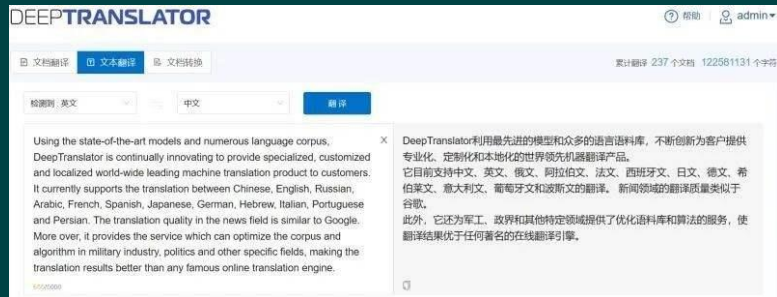 DEEPTRANSLATOR
帮助
admin
文档翻译
文本翻译
文档转换
累计翻译 237 个文档 122581131 个字符
检测到: 英文
中文
翻 译
Using the state-of-the-art models and numerous language corpus,
DeepTranslator is continually innovating to provide specialized, customized
and localized world-wide leading machine translation product to customers.
It currently supports the translation between Chinese, English, Russian,
Arabic, French, Spanish, Japanese, German, Hebrew, Italian, Portuguese
and Persian. The translation quality in the news field is similar to Google.
More over, it provides the service which can optimize the corpus and
algorithm in military industry, politics and other specific fields, making the
translation results better than any famous online translation engine.
DeepTranslator利用最先进的模型和众多的语言语料库，不断创新为客户提供
专业化、定制化和本地化的世界领先机器翻译产品。
它目前支持中文、英文、俄文、阿拉伯文、法文、西班牙文、日文、德文、希
伯莱文、意大利文、葡萄牙文和波斯文的翻译。 新闻领域的翻译质量类似于
谷歌。
此外，它还为军工、政界和其他特定领域提供了优化语料库和算法的服务，使
翻译结果优于任何著名的在线翻译引擎。